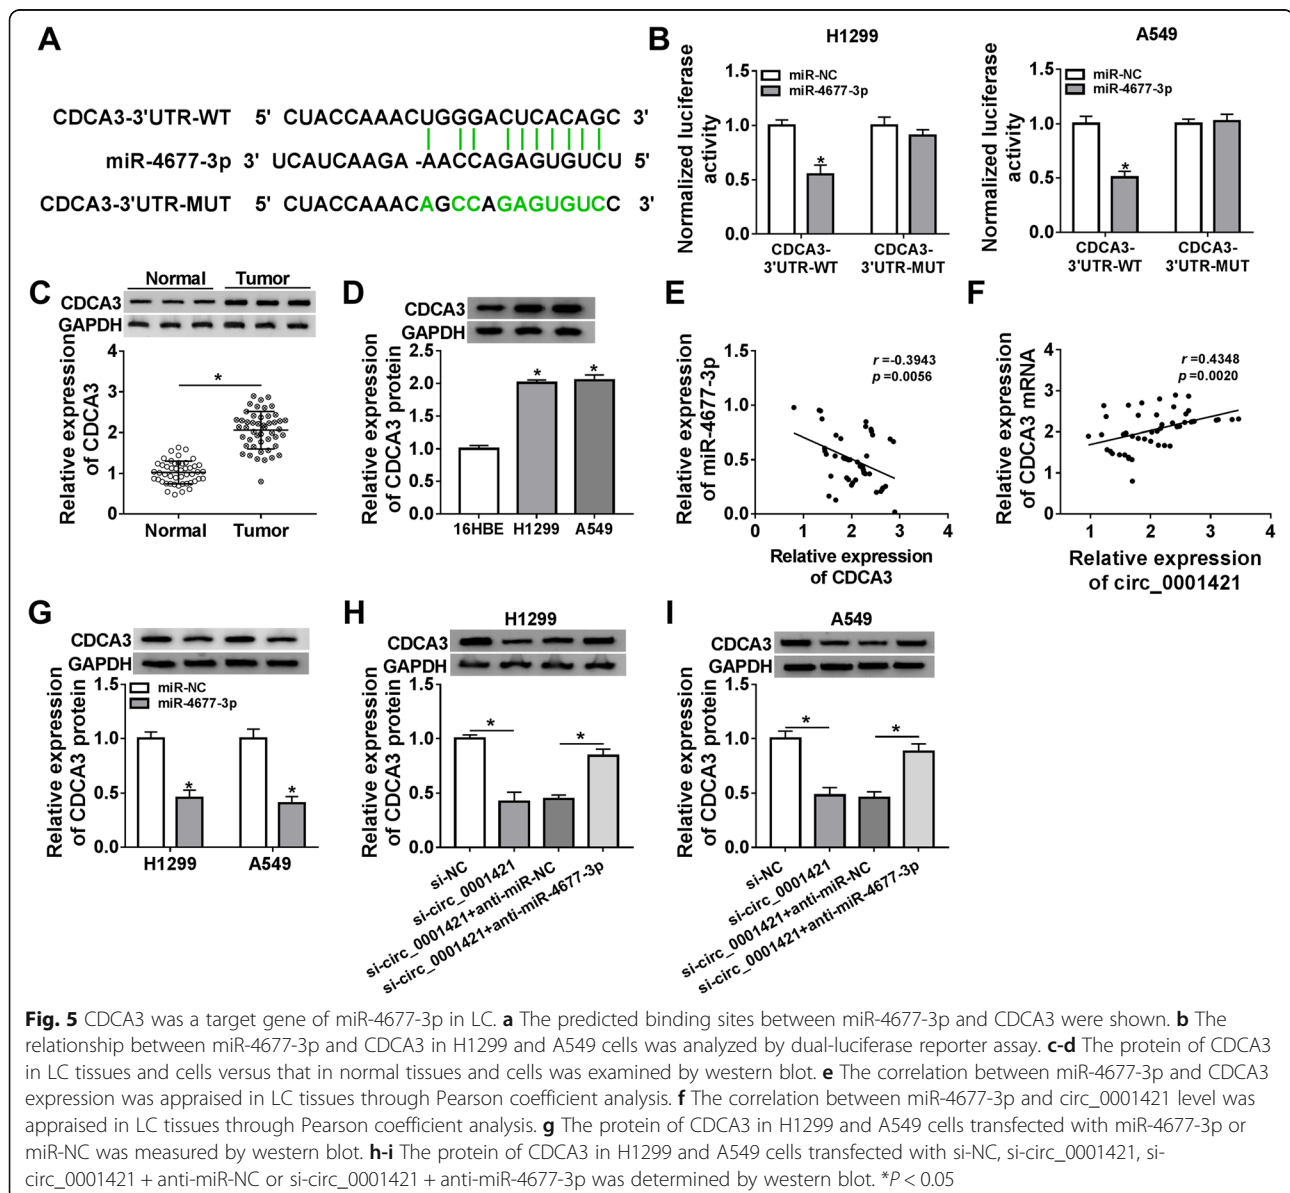 A
CDCA3-3'UTR-WT 5' CUACCAAACUGGGACUCACAGC 3'
miR-4677-3p 3' UCAUCAAGA -AACCAGAGUGUCU 5'
CDCA3-3'UTR-MUT 5' CUACCAAACAGCCAGAGUGUCC 3'
B
H1299
Normalized luciferase
activity
1.5
1.0
0.5
0.0
miR-NC
miR-4677-3p
*
CDCA3-
3'UTR-WT
CDCA3-
3'UTR-MUT
A549
Normalized luciferase
activity
1.5
1.0
0.5
0.0
miR-NC
miR-4677-3p
*
CDCA3-
3'UTR-WT
CDCA3-
3'UTR-MUT
C
Normal Tumor
CDCA3
GAPDH
Relative expression
of CDCA3
4
3
2
1
0
*
Normal Tumor
D
CDCA3
GAPDH
Relative expression
of CDCA3 protein
2.5
2.0
1.5
1.0
0.5
0.0
* *
16HBE H1299 A549
E
Relative expression
of miR-4677-3p
1.5
1.0
0.5
0.0
r=-0.3943
p=0.0056
0 1 2 3 4
Relative expression
of CDCA3
F
Relative expression
of CDCA3 mRNA
4
3
2
1
0
r=0.4348
p=0.0020
1 2 3 4
Relative expression
of circ_0001421
G
CDCA3
GAPDH
Relative expression
of CDCA3 protein
1.5
1.0
0.5
0.0
miR-NC
miR-4677-3p
* *
H1299 A549
H
H1299
CDCA3
GAPDH
Relative expression
of CDCA3 protein
1.5
1.0
0.5
0.0
* *
si-NC
si-circ_0001421
si-circ_0001421+anti-miR-NC
si-circ_0001421+anti-miR-4677-3p
I
A549
CDCA3
GAPDH
Relative expression
of CDCA3 protein
1.5
1.0
0.5
0.0
* *
si-NC
si-circ_0001421
si-circ_0001421+anti-miR-NC
si-circ_0001421+anti-miR-4677-3p
Fig. 5 CDCA3 was a target gene of miR-4677-3p in LC. a The predicted binding sites between miR-4677-3p and CDCA3 were shown. b The
relationship between miR-4677-3p and CDCA3 in H1299 and A549 cells was analyzed by dual-luciferase reporter assay. c-d The protein of CDCA3
in LC tissues and cells versus that in normal tissues and cells was examined by western blot. e The correlation between miR-4677-3p and CDCA3
expression was appraised in LC tissues through Pearson coefficient analysis. f The correlation between miR-4677-3p and circ_0001421 level was
appraised in LC tissues through Pearson coefficient analysis. g The protein of CDCA3 in H1299 and A549 cells transfected with miR-4677-3p or
miR-NC was measured by western blot. h-i The protein of CDCA3 in H1299 and A549 cells transfected with si-NC, si-circ_0001421, si-
circ_0001421 + anti-miR-NC or si-circ_0001421 + anti-miR-4677-3p was determined by western blot. *P < 0.05